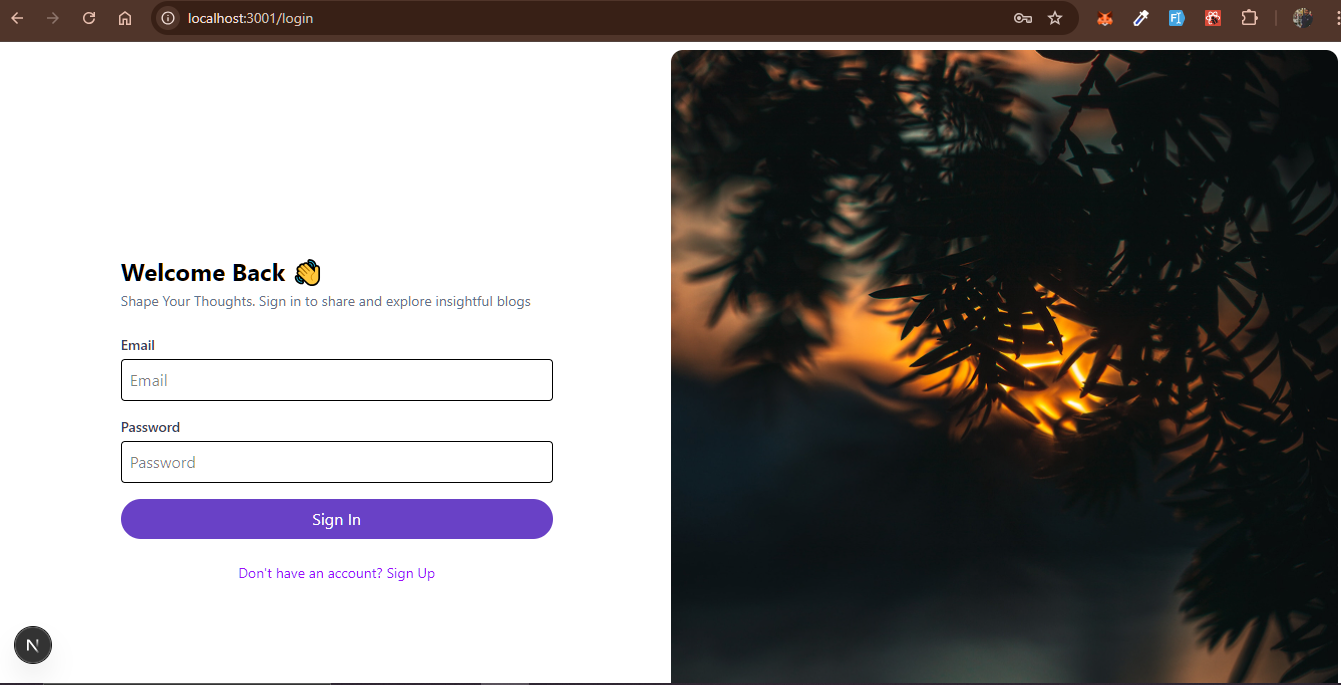 localhost:3001/login
Welcome Back 👋
Shape Your Thoughts. Sign in to share and explore insightful blogs
Email
Email
Password
Password
Sign In
Don't have an account? Sign Up
N